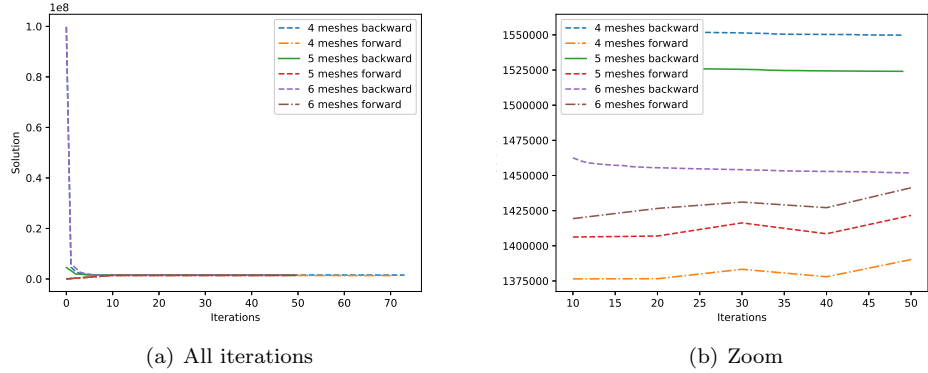 1e8
1.0
0.8
0.6
0.4
0.2
0.0
Solution
0 10 20 30 40 50 60 70
Iterations
4 meshes backward
4 meshes forward
5 meshes backward
5 meshes forward
6 meshes backward
6 meshes forward
(a) All iterations
1550000
1525000
1500000
1475000
1450000
1425000
1400000
1375000
10 15 20 25 30 35 40 45 50
Iterations
4 meshes backward
4 meshes forward
5 meshes backward
5 meshes forward
6 meshes backward
6 meshes forward
(b) Zoom